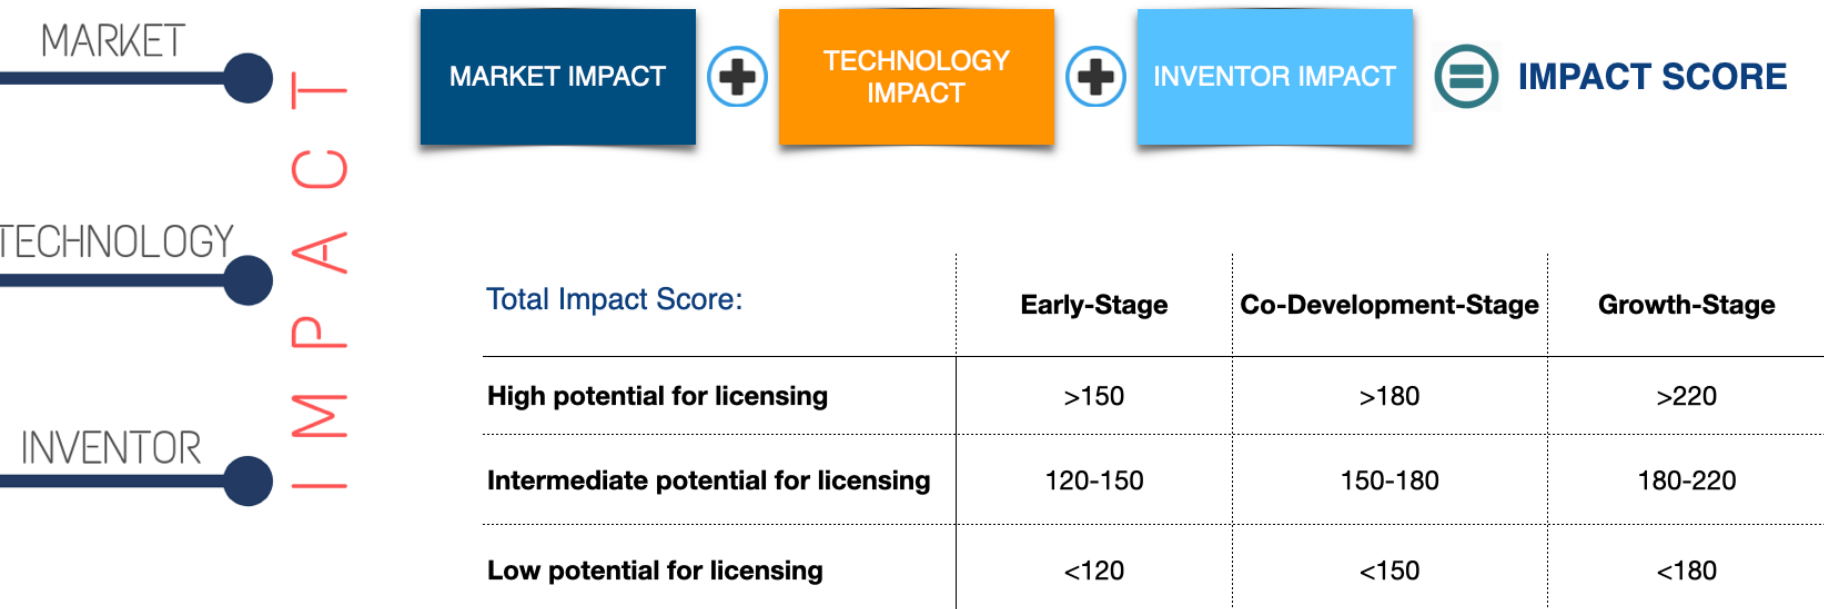 MARKET
TECHNOLOGY
INVENTOR
IMPACT
MARKET IMPACT
TECHNOLOGY
IMPACT
INVENTOR IMPACT
IMPACT SCORE
Total Impact Score: Early-Stage Co-Development-Stage Growth-Stage
High potential for licensing >150 >180 >220
Intermediate potential for licensing 120-150 150-180 180-220
Low potential for licensing <120 <150 <180